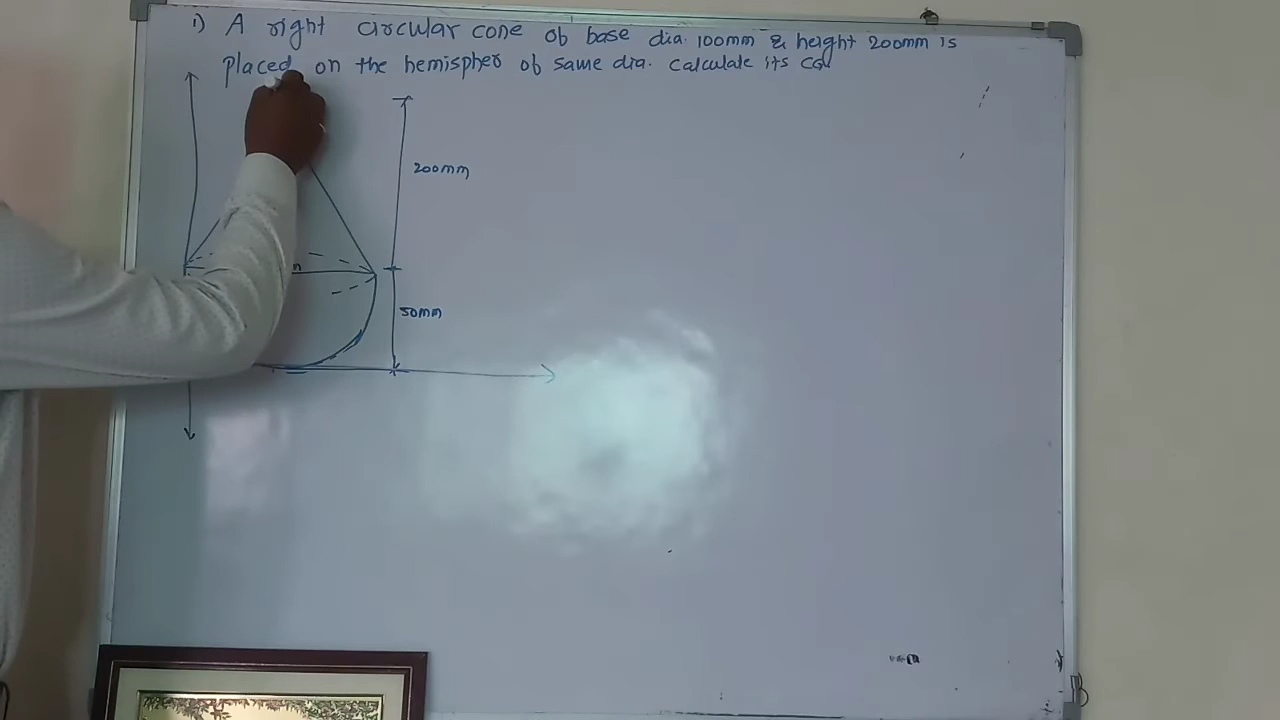 1) A right circular cone of base dia. 100mm & height 200mm is
placed on the hemispher of same dia. calculate its CG
200mm
50mm